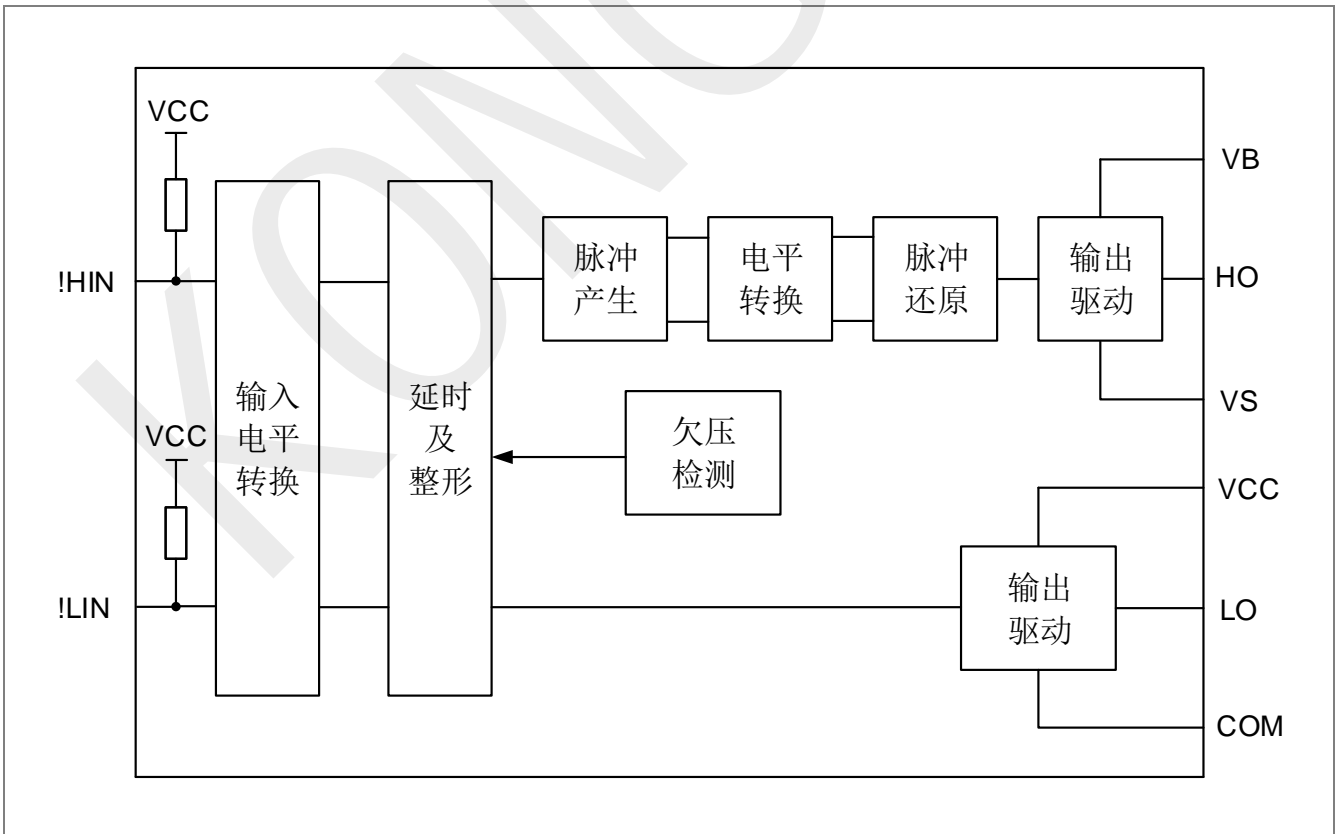 VCC
!HIN
VCC
!LIN
输入
电平
转换
延时
及
整形
脉冲
产生
电平
转换
脉冲
还原
输出
驱动
欠压
检测
输出
驱动
VB
HO
VS
VCC
LO
COM